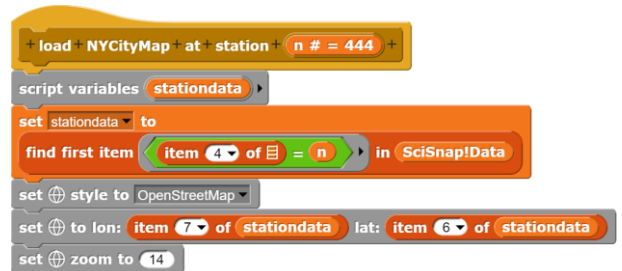 + load + NYCityMap + at + station + n # = 444 +
script variables stationdata
set stationdata to
find first item item 4 of = n in SciSnap!Data
set style to OpenStreetMap
set to lon: item 7 of stationdata lat: item 6 of stationdata
set zoom to 14